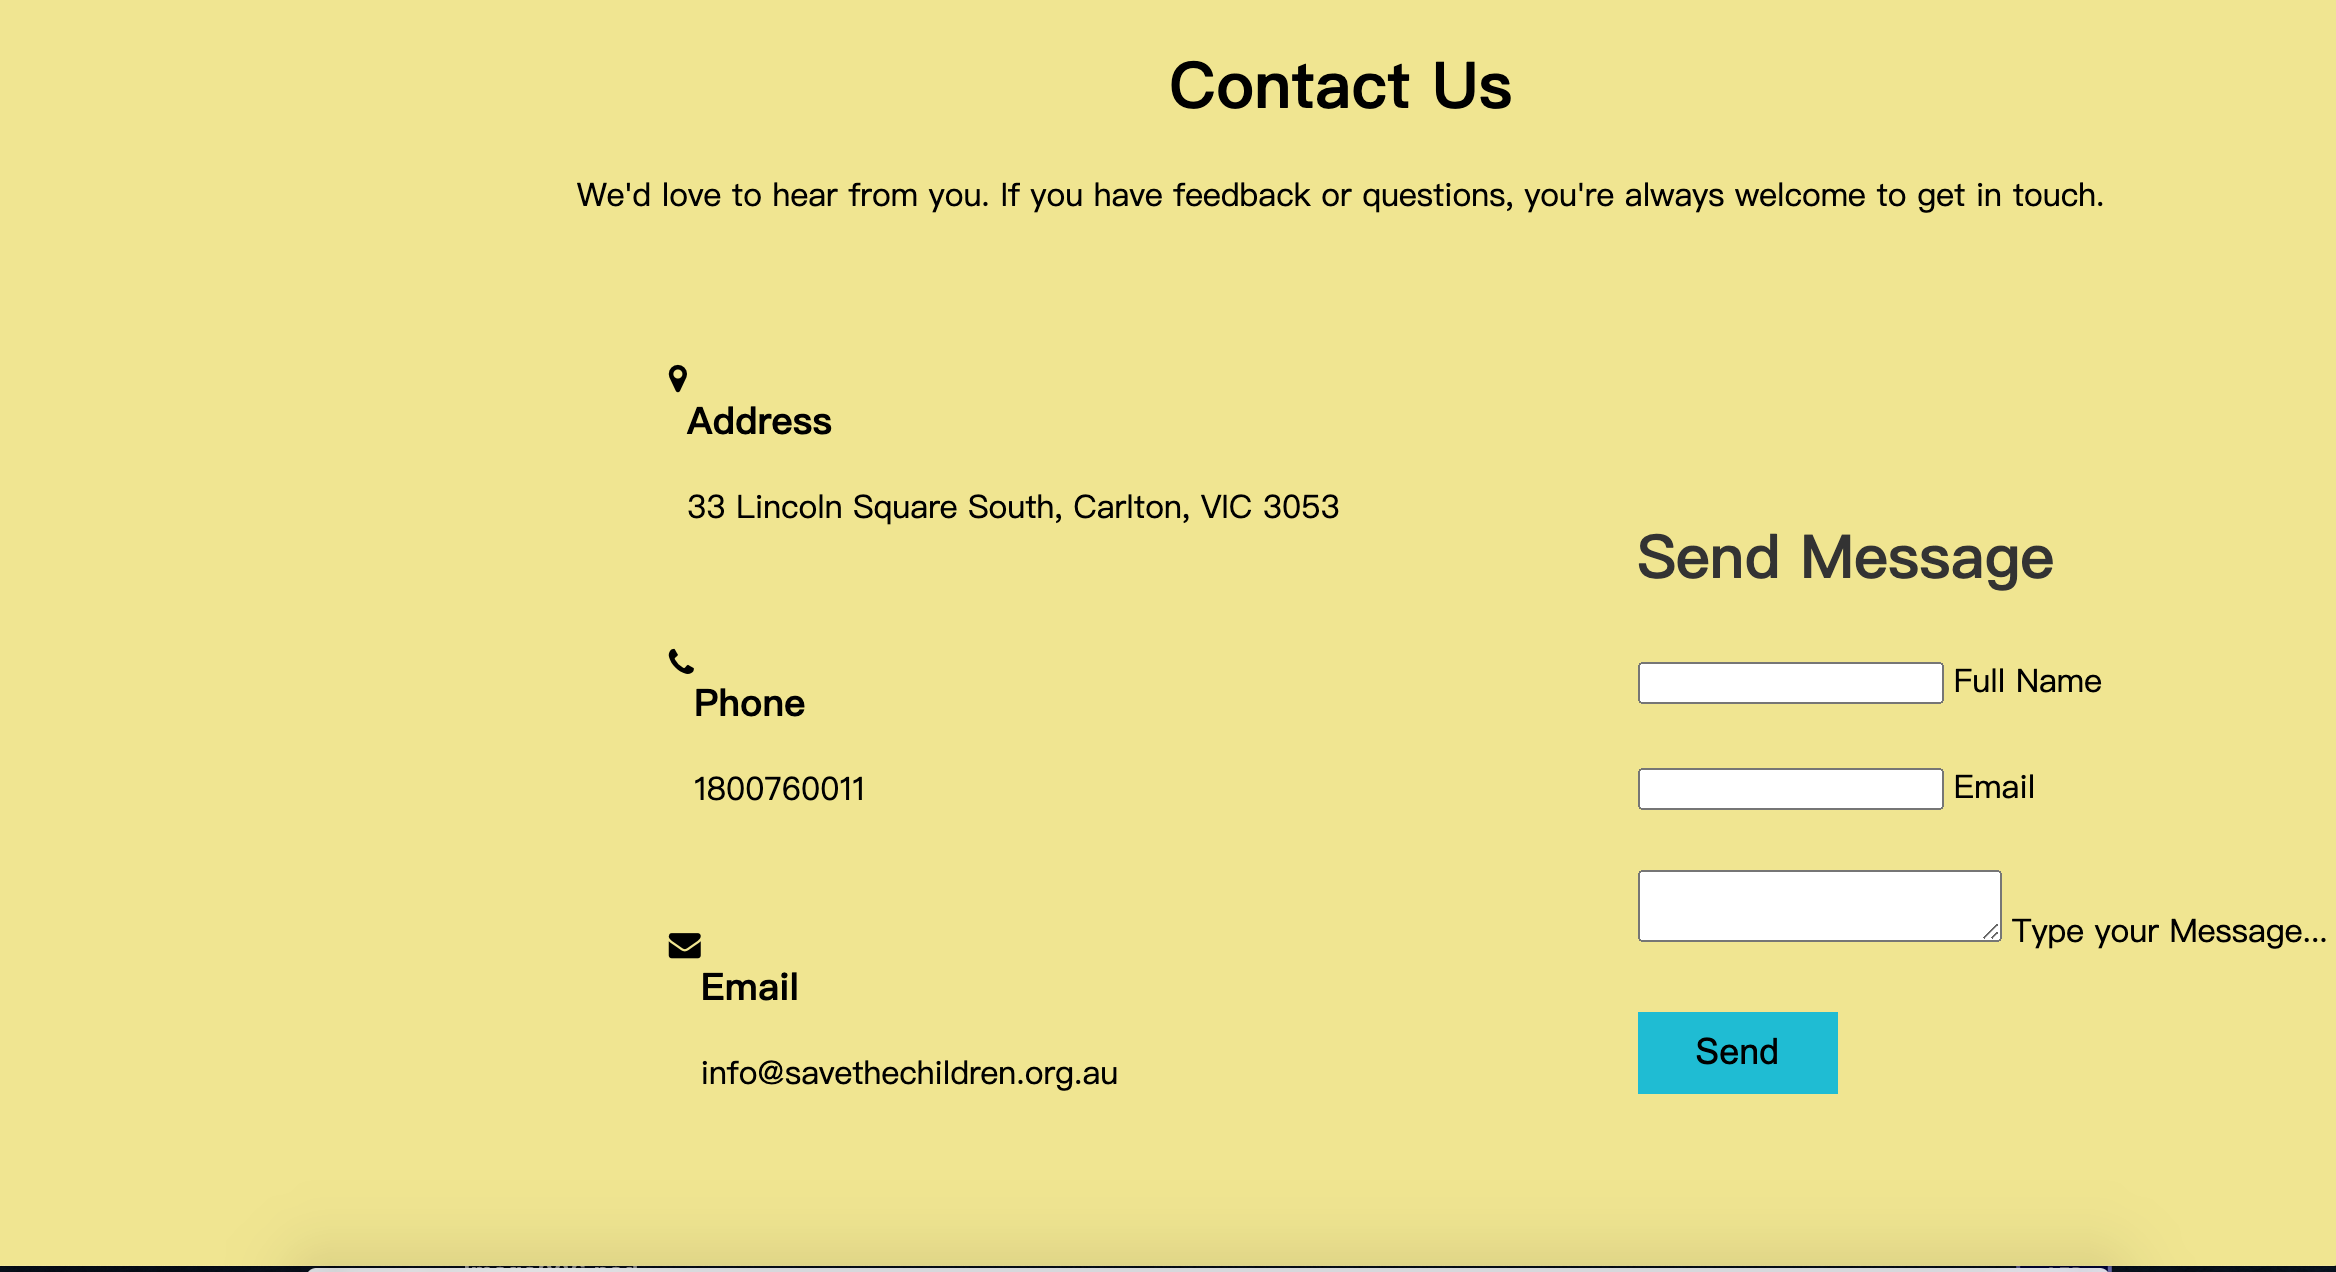 Contact Us
We'd love to hear from you. If you have feedback or questions, you're always welcome to get in touch.
Address
33 Lincoln Square South, Carlton, VIC 3053
Phone
1800760011
Email
info@savethechildren.org.au
Send Message
Full Name
Email
Type your Message...
Send